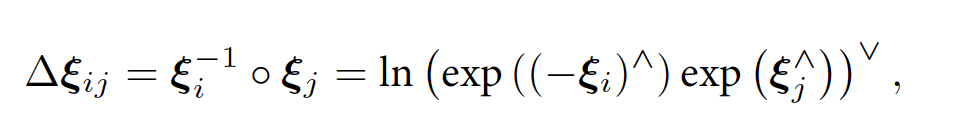 Δξ_{ij} = ξ_i^{-1} ∘ ξ_j = ln (exp ((−ξ_i)^∧) exp (ξ_j^∧))^∨ ,